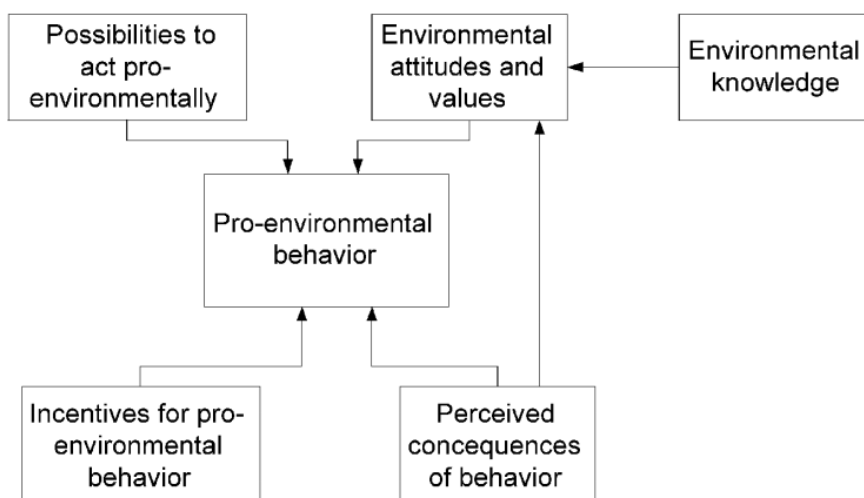 Possibilities to
act pro-
environmentally
Environmental
attitudes and
values
Environmental
knowledge
Pro-environmental
behavior
Incentives for pro-
environmental
behavior
Perceived
concequences
of behavior